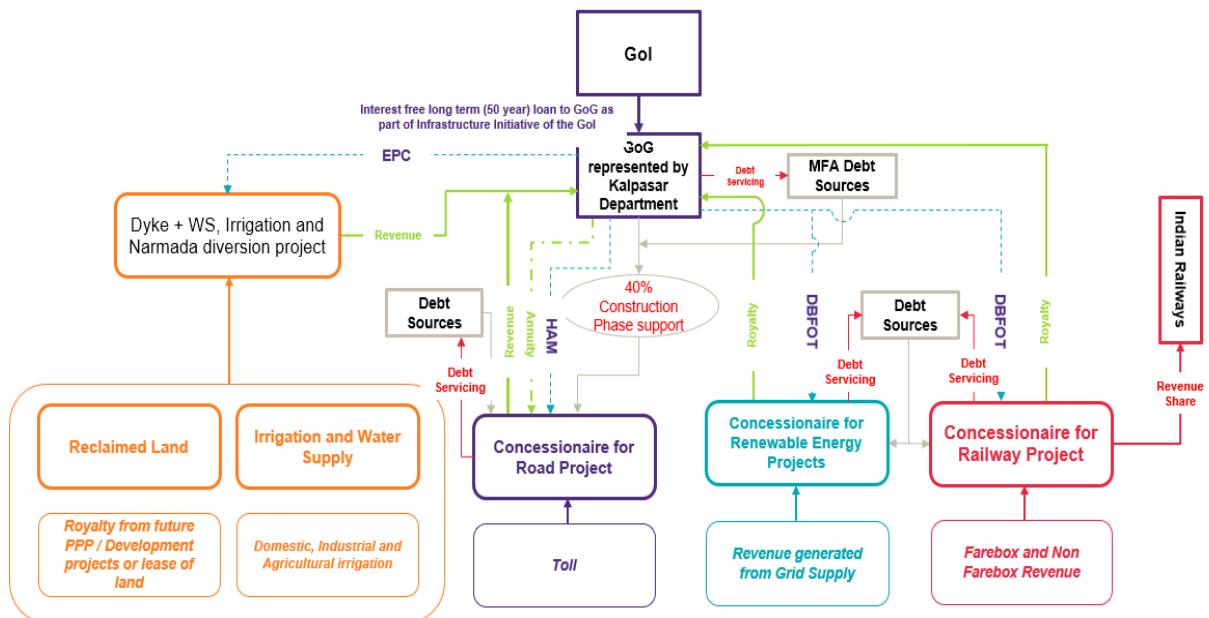 GoI
Interest free long term (50 year) loan to GoG as
part of Infrastructure Initiative of the GoI
EPC
GoG
represented by
Kalpasar
Department
Debt
Servicing
MFA Debt
Sources
Indian Railways
Dyke + WS, Irrigation and
Narmada diversion project
Revenue
40%
Construction
Phase support
Debt
Sources
Revenue
Annuity
HAM
Royalty
DBFOT
Debt
Sources
DBFOT
Royalty
Debt
Servicing
Debt
Servicing
Debt
Servicing
Revenue
Share
Reclaimed Land
Irrigation and Water
Supply
Concessionaire for
Road Project
Concessionaire for
Renewable Energy
Projects
Concessionaire for
Railway Project
Royalty from future
PPP / Development
projects or lease of
land
Domestic, Industrial and
Agricultural irrigation
Toll
Revenue generated
from Grid Supply
Farebox and Non
Farebox Revenue